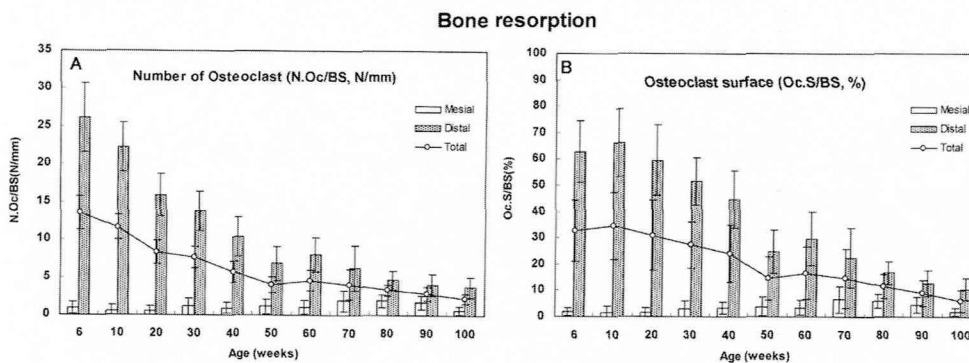 Bone resorption
A
Number of Osteoclast (N.Oc/BS, N/mm)
Mesial
Distal
Total
N.Oc/BS(N/mm)
35
30
25
20
15
10
5
0
6 10 20 30 40 50 60 70 80 90 100
Age (weeks)
B
Osteoclast surface (Oc.S/BS, %)
Mesial
Distal
Total
Oc.S/BS(%)
100
90
80
70
60
50
40
30
20
10
0
6 10 20 30 40 50 60 70 80 90 100
Age (weeks)